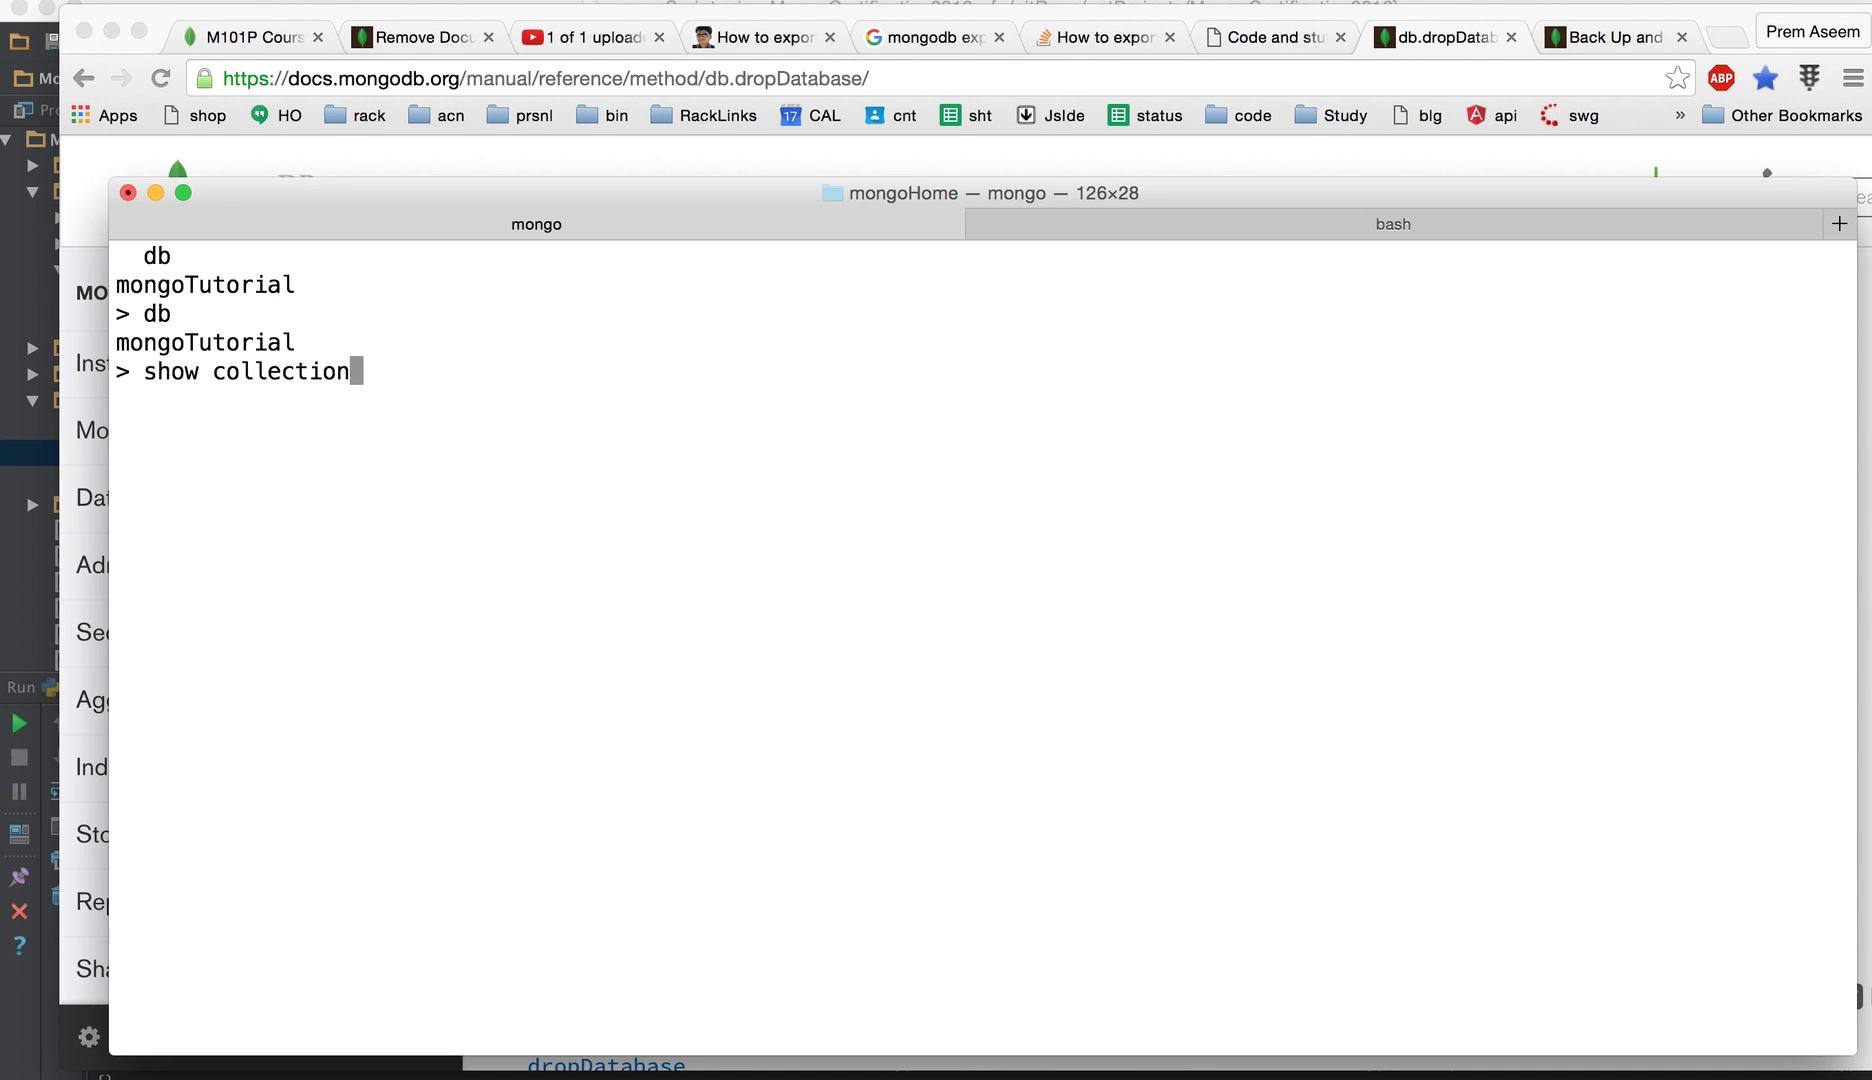 M101P Cours
Remove Docu
1 of 1 upload
How to expor
mongodb exp
How to expor
Code and stu
db.dropDatab
Back Up and
Prem Aseem
https://docs.mongodb.org/manual/reference/method/db.dropDatabase/
ABP
Apps
shop
HO
rack
acn
prsnl
bin
RackLinks
17 CAL
cnt
sht
Jslde
status
code
Study
blg
api
swg
» Other Bookmarks
mongoHome — mongo — 126×28
mongo
bash
db
mongoTutorial
> db
mongoTutorial
> show collection
MO
Inst
Mo
Dat
Adr
Sec
Agg
Ind
Sto
Rep
Sha
Run
dropDatabase